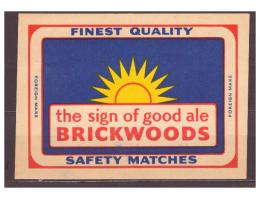 FINEST QUALITY
FOREIGN MAKE
FOREIGN MAKE
the sign of good ale
BRICKWOODS
SAFETY MATCHES